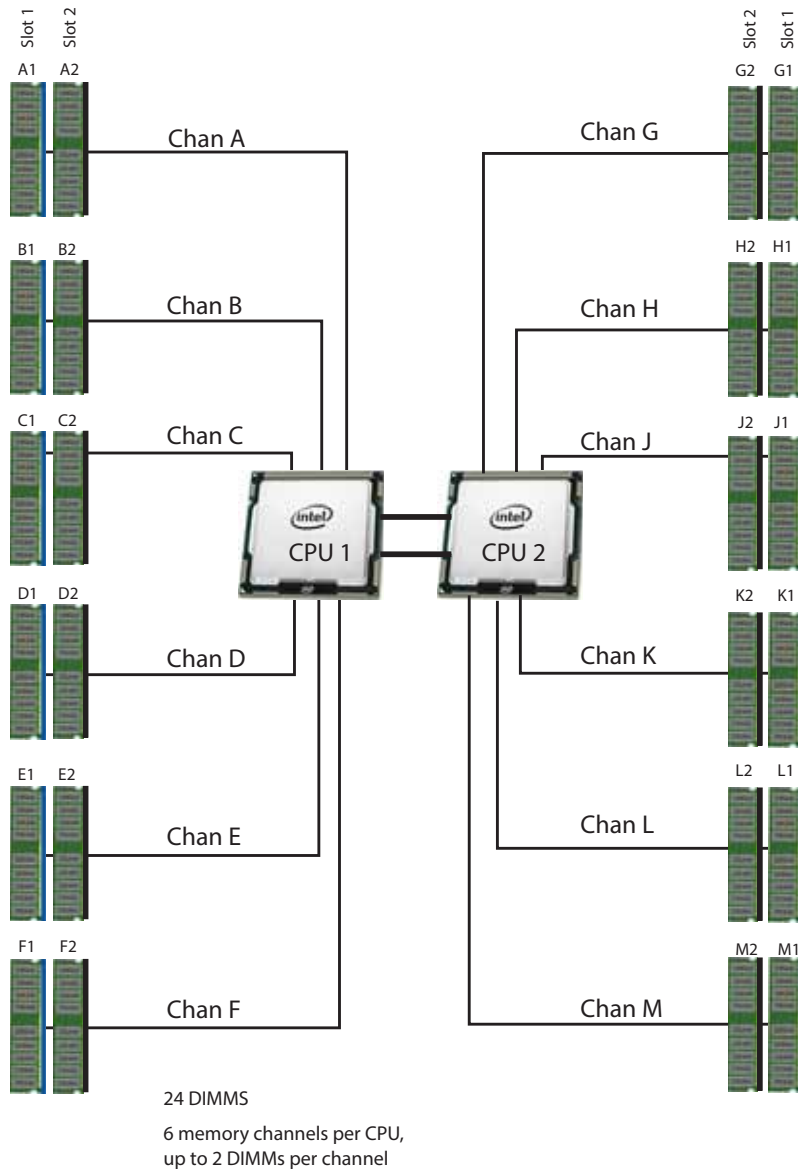 Slot 1 Slot 2 Slot 2 Slot 1
A1 A2 G2 G1
Chan A Chan G
B1 B2 H2 H1
Chan B Chan H
C1 C2 J2 J1
Chan C Chan J
intel intel
CPU 1 CPU 2
D1 D2 K2 K1
Chan D Chan K
E1 E2 L2 L1
Chan E Chan L
F1 F2 M2 M1
Chan F Chan M
24 DIMMS
6 memory channels per CPU,
up to 2 DIMMs per channel